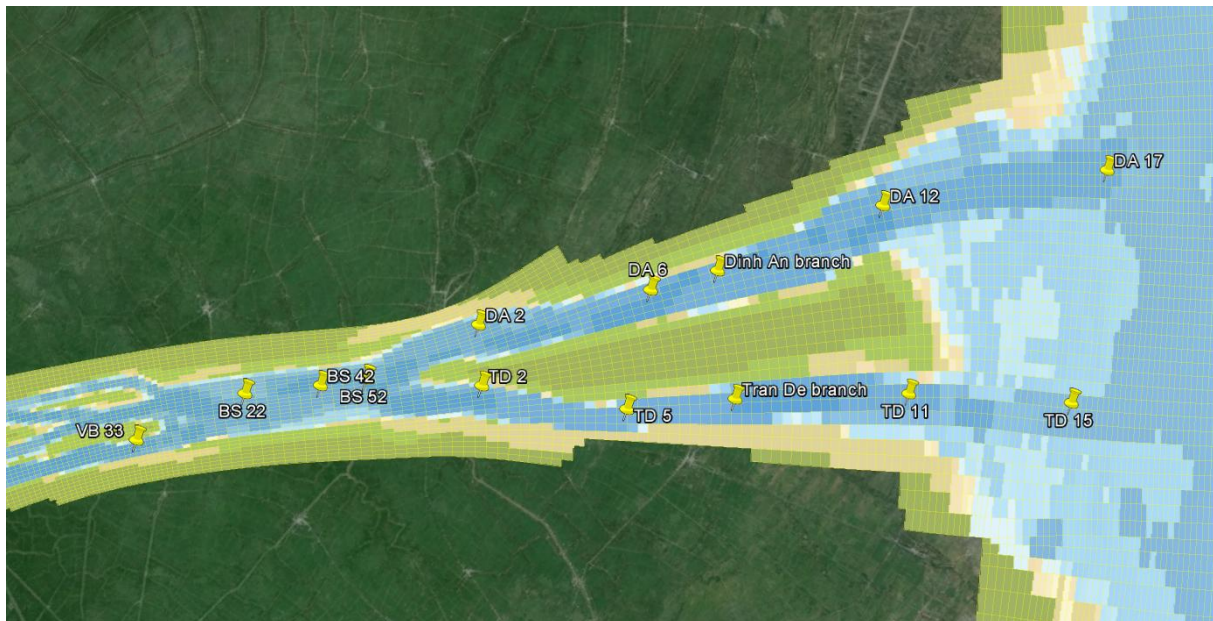 DA 17
DA 12
Dinh An branch
DA 6
DA 2
BS 42
TD 2
BS 52
BS 22
Tran De branch
TD 11
TD 5
TD 15
VB 33